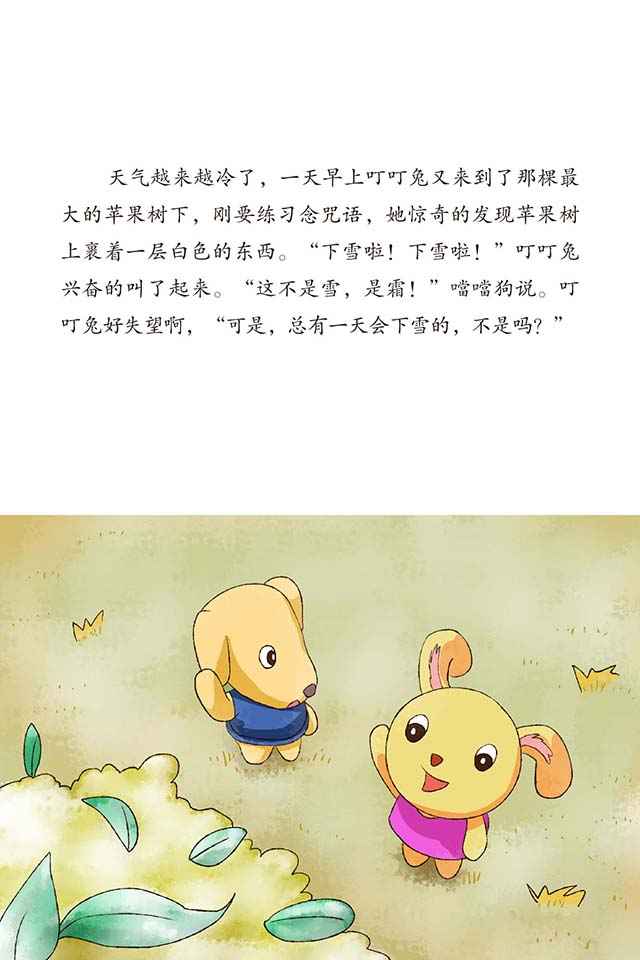 天气越来越冷了，一天早上叮叮兔又来到了那棵最
大的苹果树下，刚要练习念咒语，她惊奇的发现苹果树
上裹着一层白色的东西。“下雪啦！下雪啦！”叮叮兔
兴奋的叫了起来。“这不是雪，是霜！”噹噹狗说。叮
叮兔好失望啊，“可是，总有一天会下雪的，不是吗？”